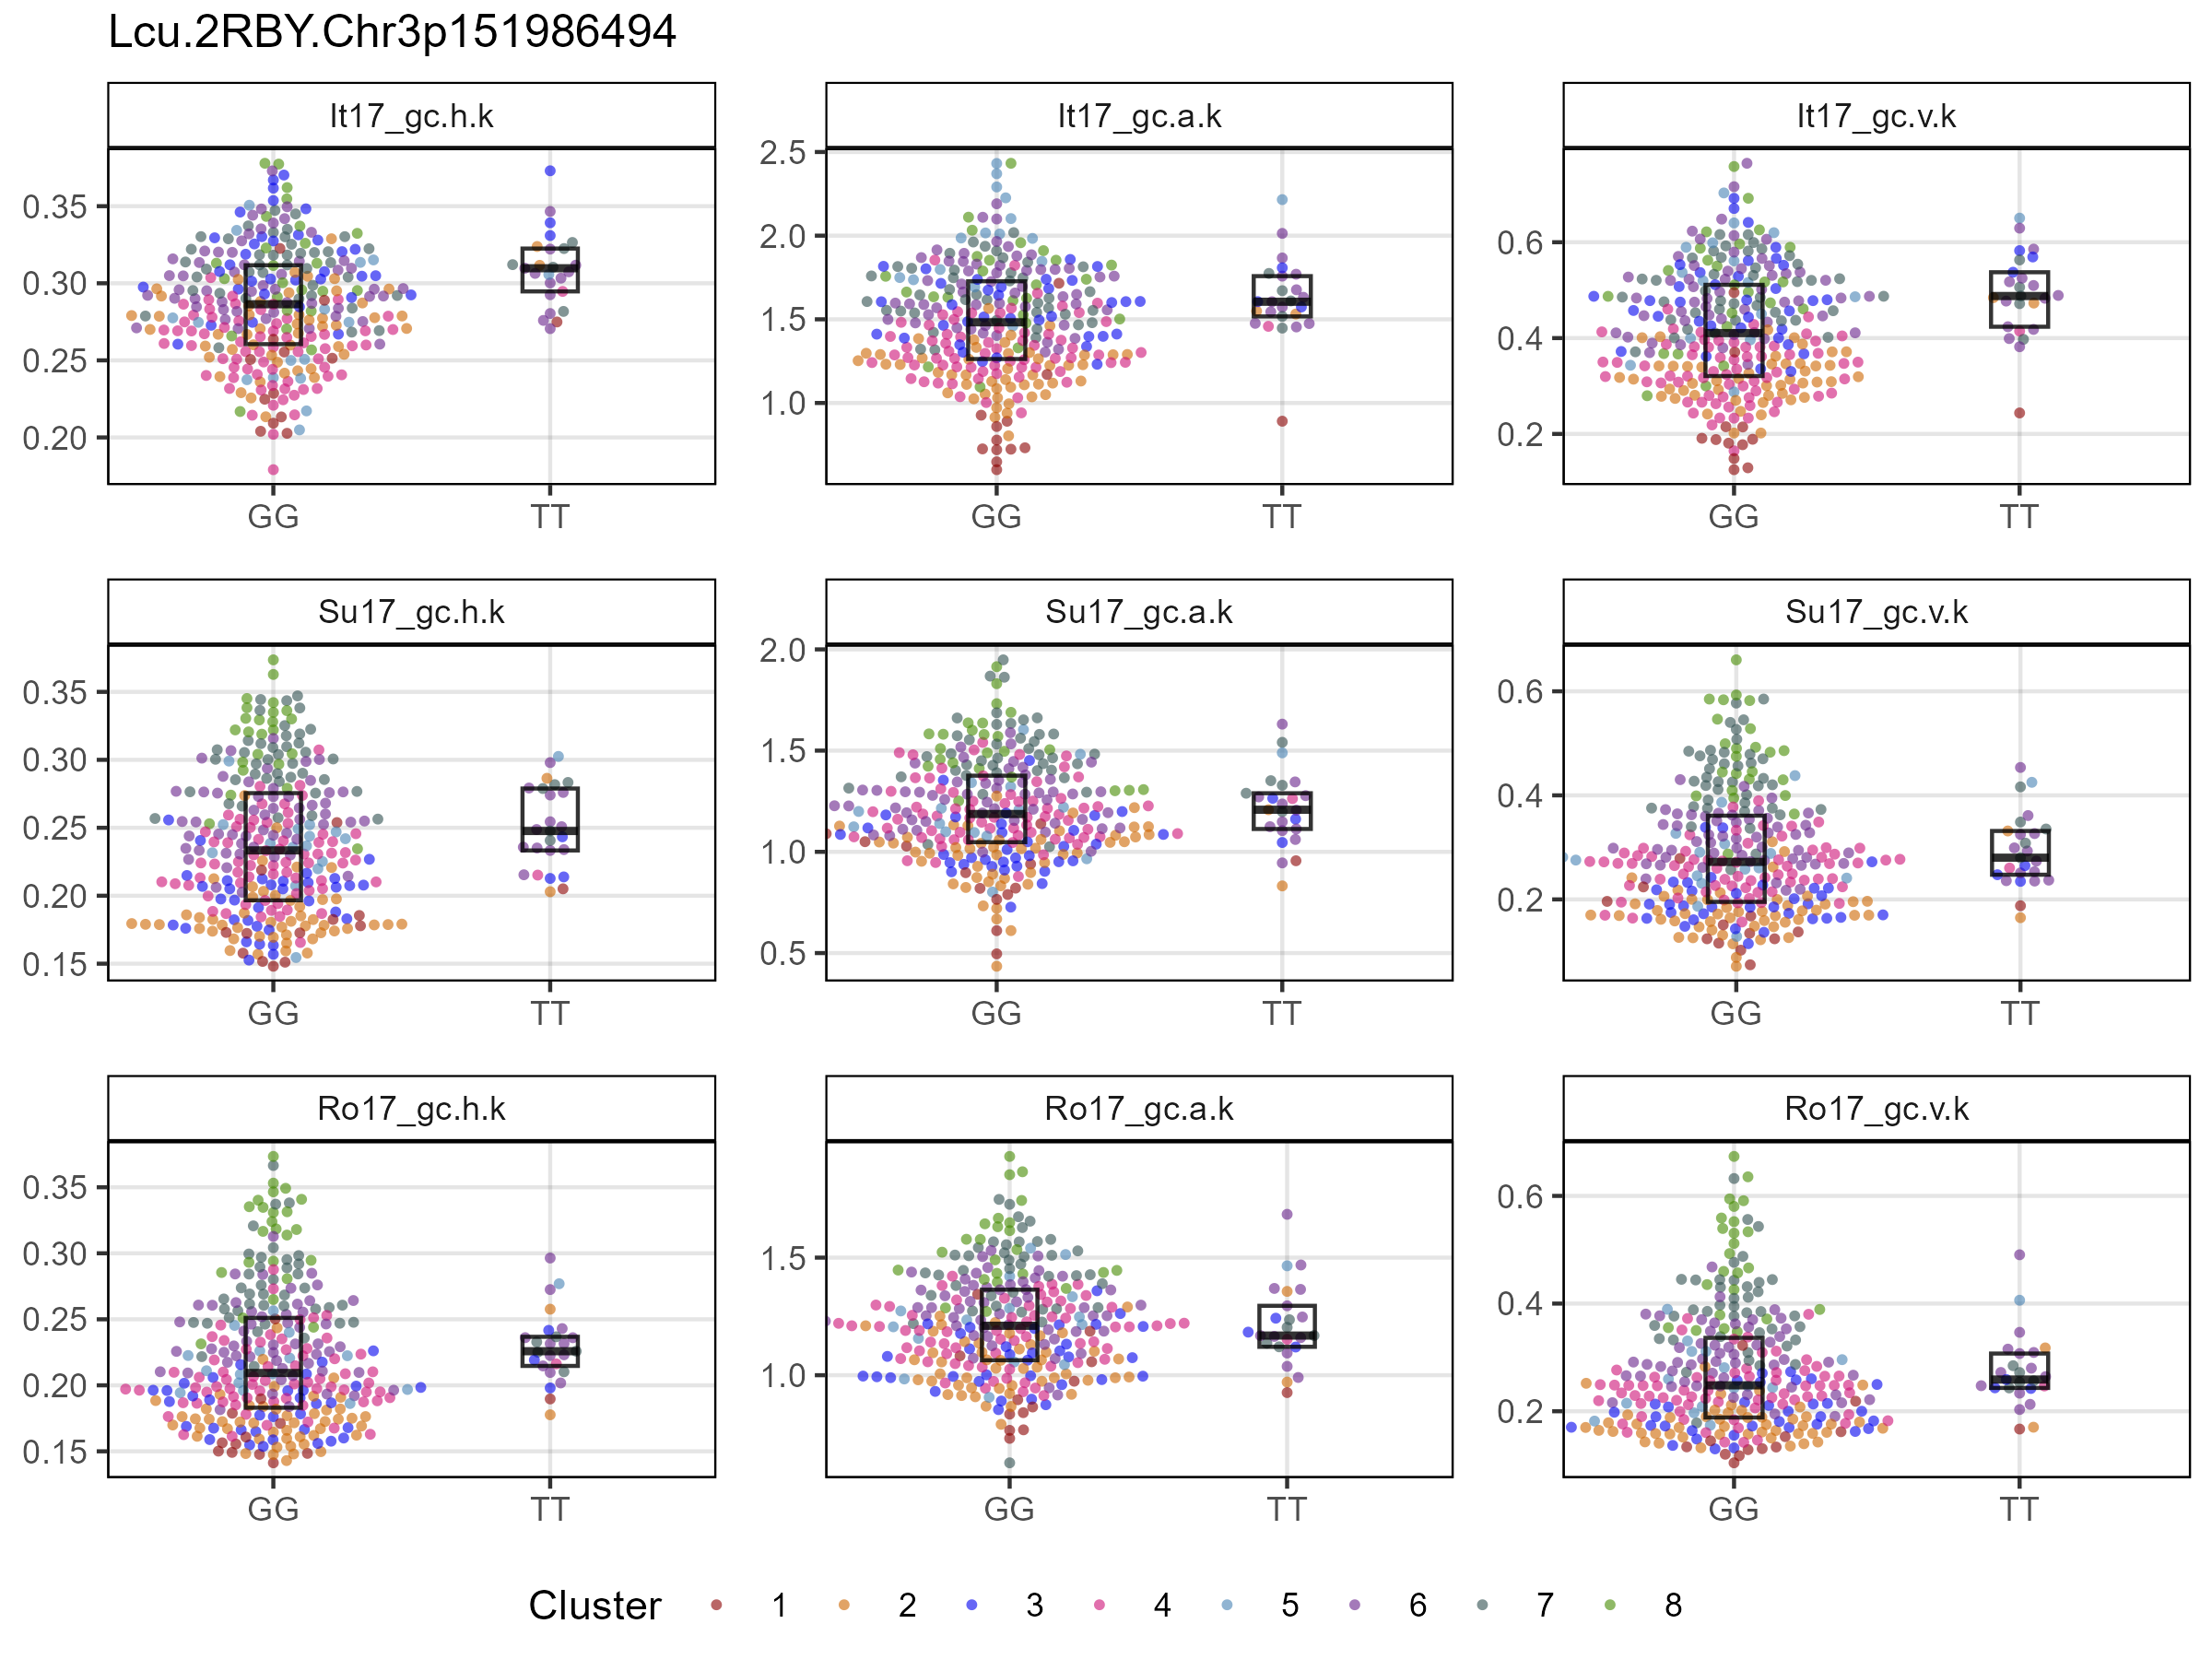 Lcu.2RBY.Chr3p151986494
It17_gc.h.k
It17_gc.a.k
It17_gc.v.k
0.35
0.30
0.25
0.20
GG
TT
2.5
2.0
1.5
1.0
GG
TT
0.6
0.4
0.2
GG
TT
Su17_gc.h.k
Su17_gc.a.k
Su17_gc.v.k
0.35
0.30
0.25
0.20
0.15
GG
TT
2.0
1.5
1.0
0.5
GG
TT
0.6
0.4
0.2
GG
TT
Ro17_gc.h.k
Ro17_gc.a.k
Ro17_gc.v.k
0.35
0.30
0.25
0.20
0.15
GG
TT
1.5
1.0
GG
TT
0.6
0.4
0.2
GG
TT
Cluster 1 2 3 4 5 6 7 8